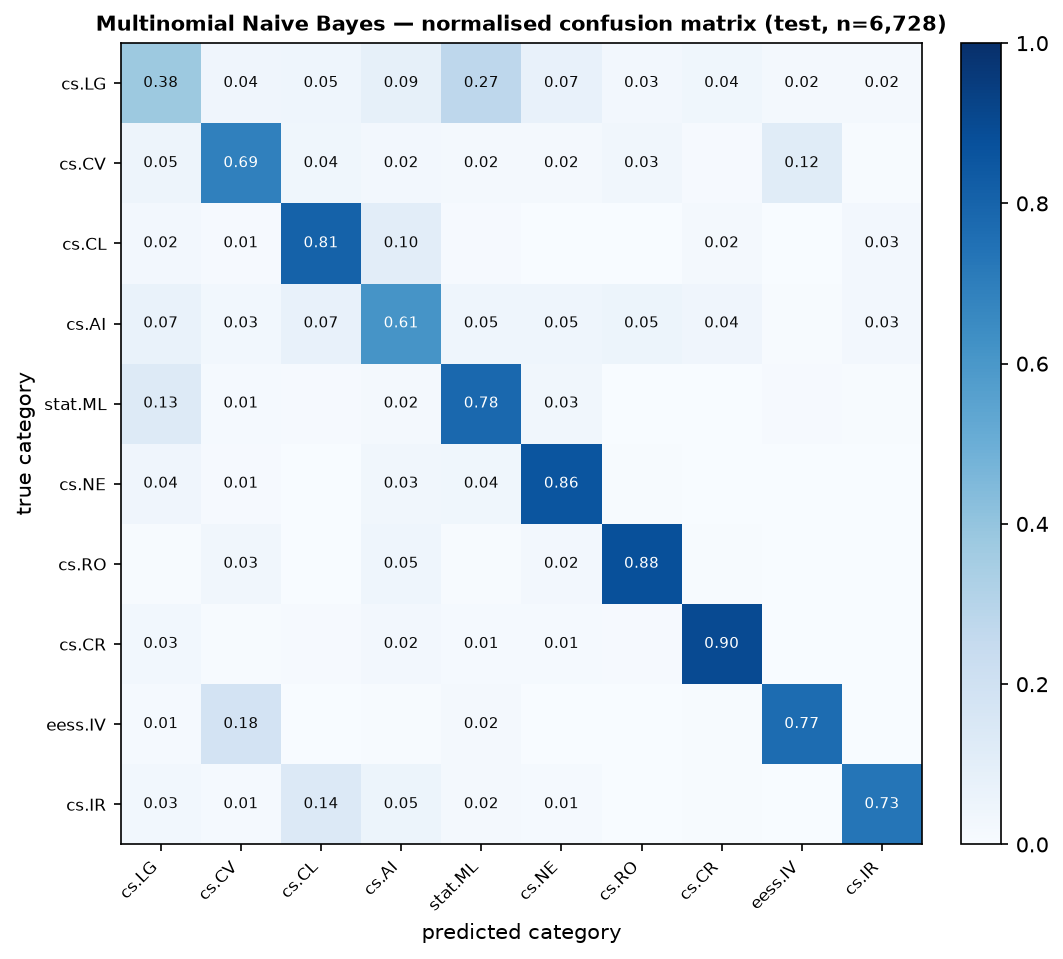 Multinomial Naive Bayes — normalised confusion matrix (test, n=6,728)
1.0
cs.LG 0.38 0.04 0.05 0.09 0.27 0.07 0.03 0.04 0.02 0.02
cs.CV 0.05 0.69 0.04 0.02 0.02 0.02 0.03 0.12
0.8
cs.CL 0.02 0.01 0.81 0.10 0.02 0.03
cs.AI 0.07 0.03 0.07 0.61 0.05 0.05 0.05 0.04 0.03
0.6
true category
stat.ML 0.13 0.01 0.02 0.78 0.03
cs.NE 0.04 0.01 0.03 0.04 0.86
0.4
cs.RO 0.03 0.05 0.02 0.88
cs.CR 0.03 0.02 0.01 0.01 0.90
0.2
eess.IV 0.01 0.18 0.02 0.77
cs.IR 0.03 0.01 0.14 0.05 0.02 0.01 0.73
0.0
cs.LG cs.CV cs.CL cs.AI stat.ML cs.NE cs.RO cs.CR eess.IV cs.IR
predicted category